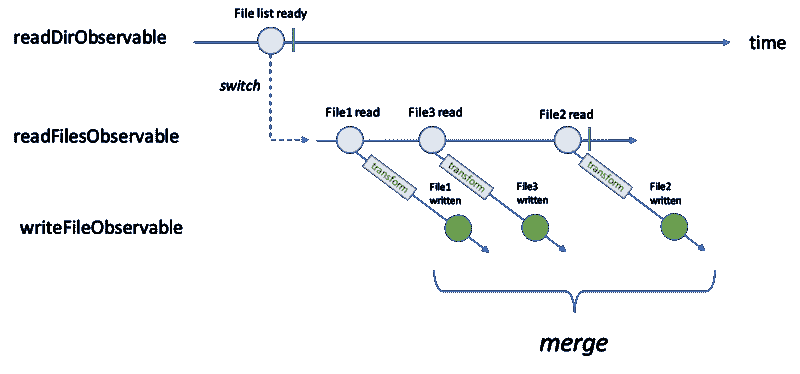 File list ready
readDirObservable
time
switch
File1 read
File3 read
File2 read
readFilesObservable
transform
transform
transform
File1
written
File3
written
File2
written
writeFileObservable
merge